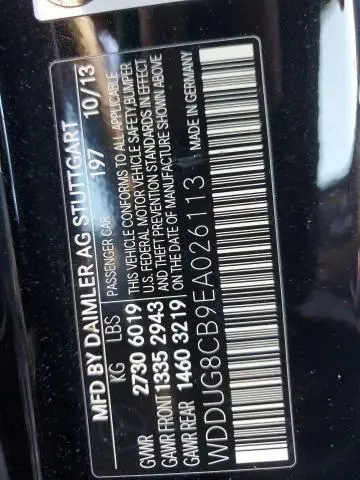 MFD BY DAIMLER AG STUTTGART
197 10/13
KG LBS PASSENGER CAR
GVWR 2730 6019
GAWR FRONT 1335 2943
GAWR REAR 1460 3219
THIS VEHICLE CONFORMS TO ALL APPLICABLE
U.S. FEDERAL MOTOR VEHICLE SAFETY,BUMPER
AND THEFT PREVENTION STANDARDS IN EFFECT
ON THE DATE OF MANUFACTURE SHOWN ABOVE
MADE IN GERMANY
WDDUG8CB9EA026113